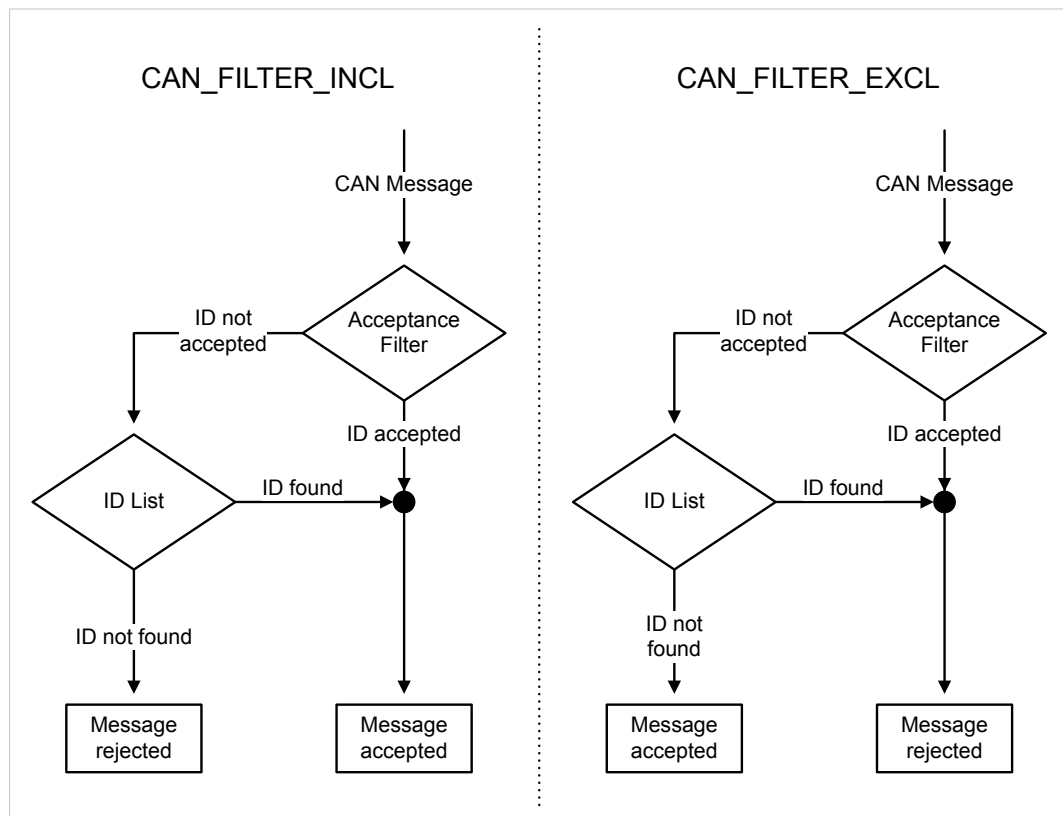 CAN_FILTER_INCL
CAN Message
Acceptance
Filter
ID not
accepted
ID accepted
ID List
ID found
ID not found
Message
rejected
Message
accepted
CAN_FILTER_EXCL
CAN Message
Acceptance
Filter
ID not
accepted
ID accepted
ID List
ID found
ID not
found
Message
accepted
Message
rejected